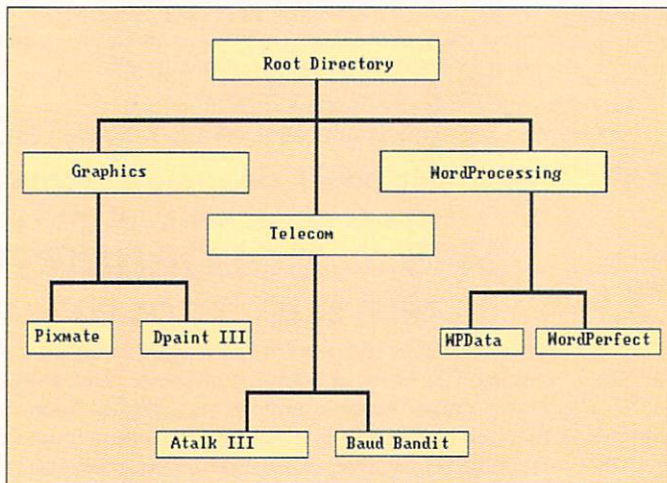 Root Directory
Graphics
WordProcessing
Telecom
Pixmate
Dpaint III
WPData
WordPerfect
Atalk III
Baud Bandit